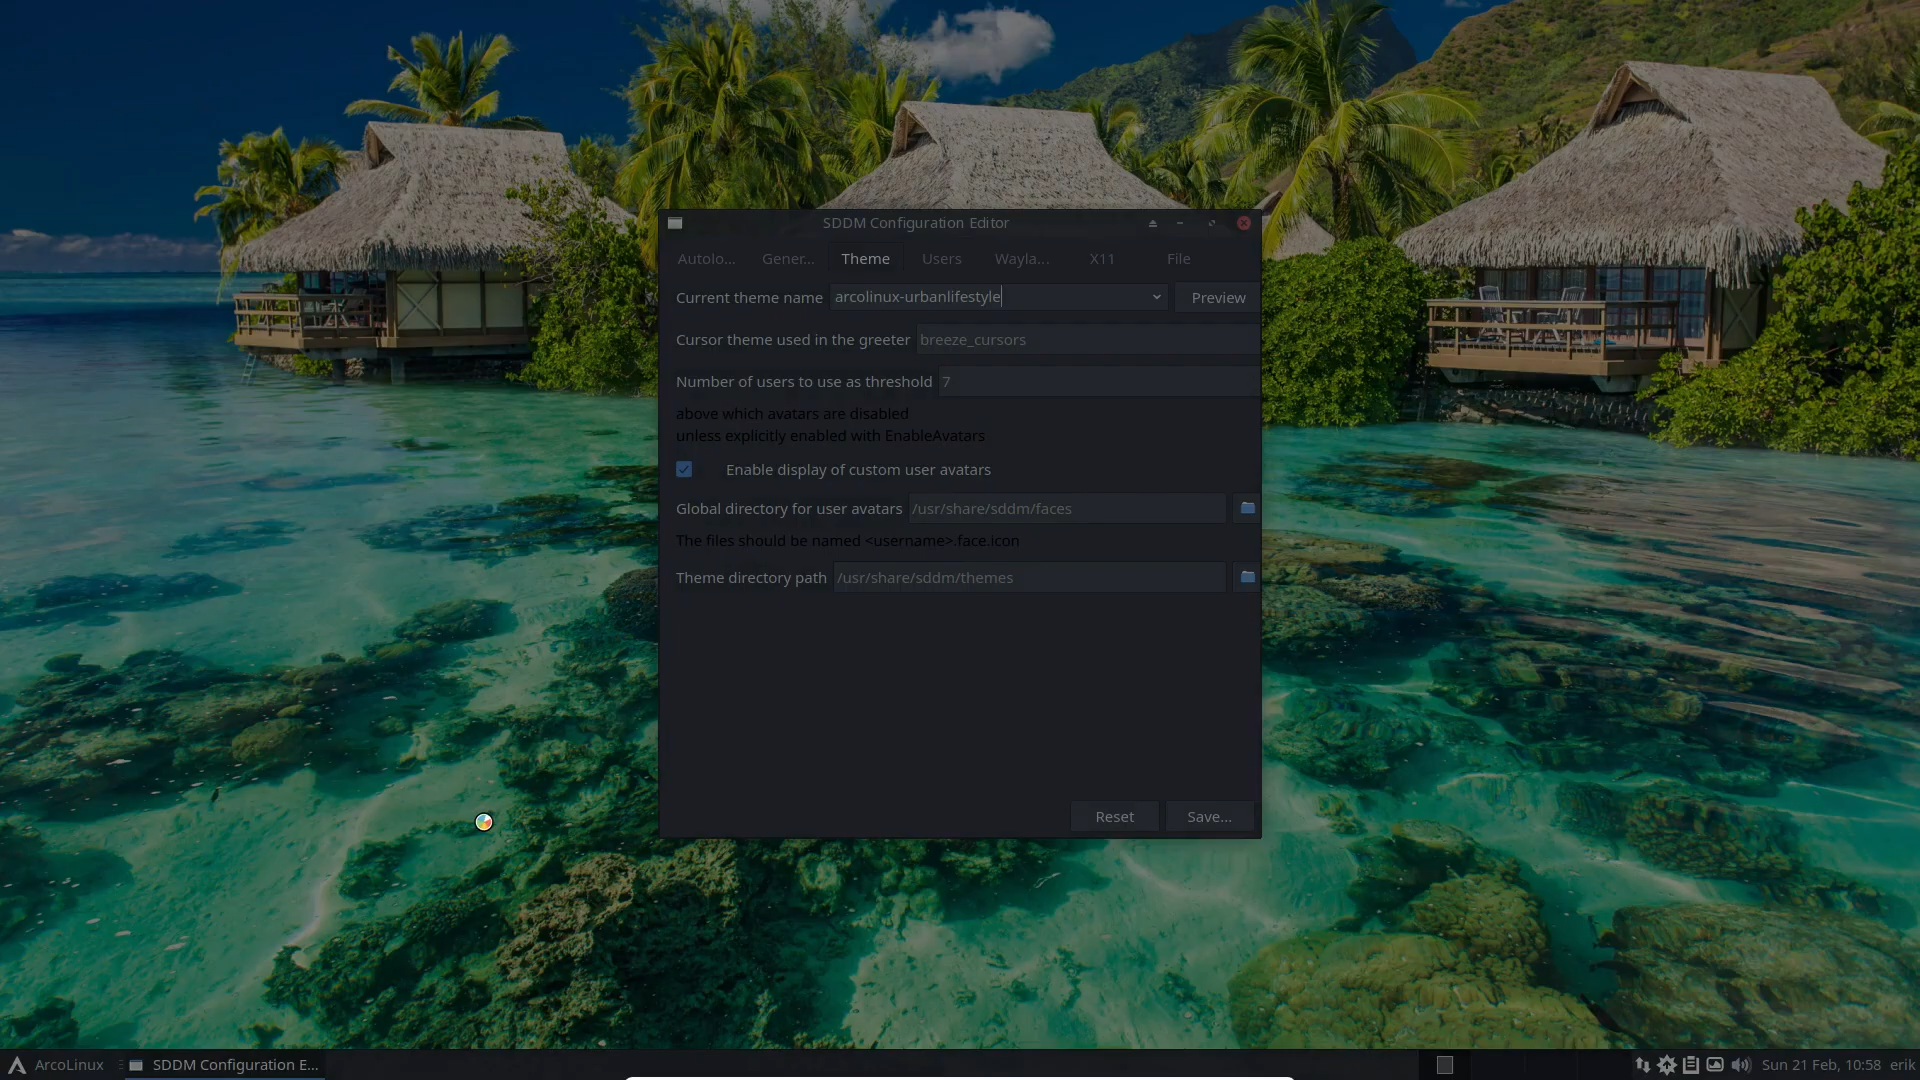 SDDM Configuration Editor
Autolo... Gener... Theme Users Wayla... X11 File
Current theme name arcolinux-urbanlifestyle Preview
Cursor theme used in the greeter breeze_cursors
Number of users to use as threshold 7
above which avatars are disabled
unless explicitly enabled with EnableAvatars
Enable display of custom user avatars
Global directory for user avatars /usr/share/sddm/faces
The files should be named <username>.face.icon
Theme directory path /usr/share/sddm/themes
Reset Save...
ArcoLinux SDDM Configuration E... Sun 21 Feb, 10:58 erik